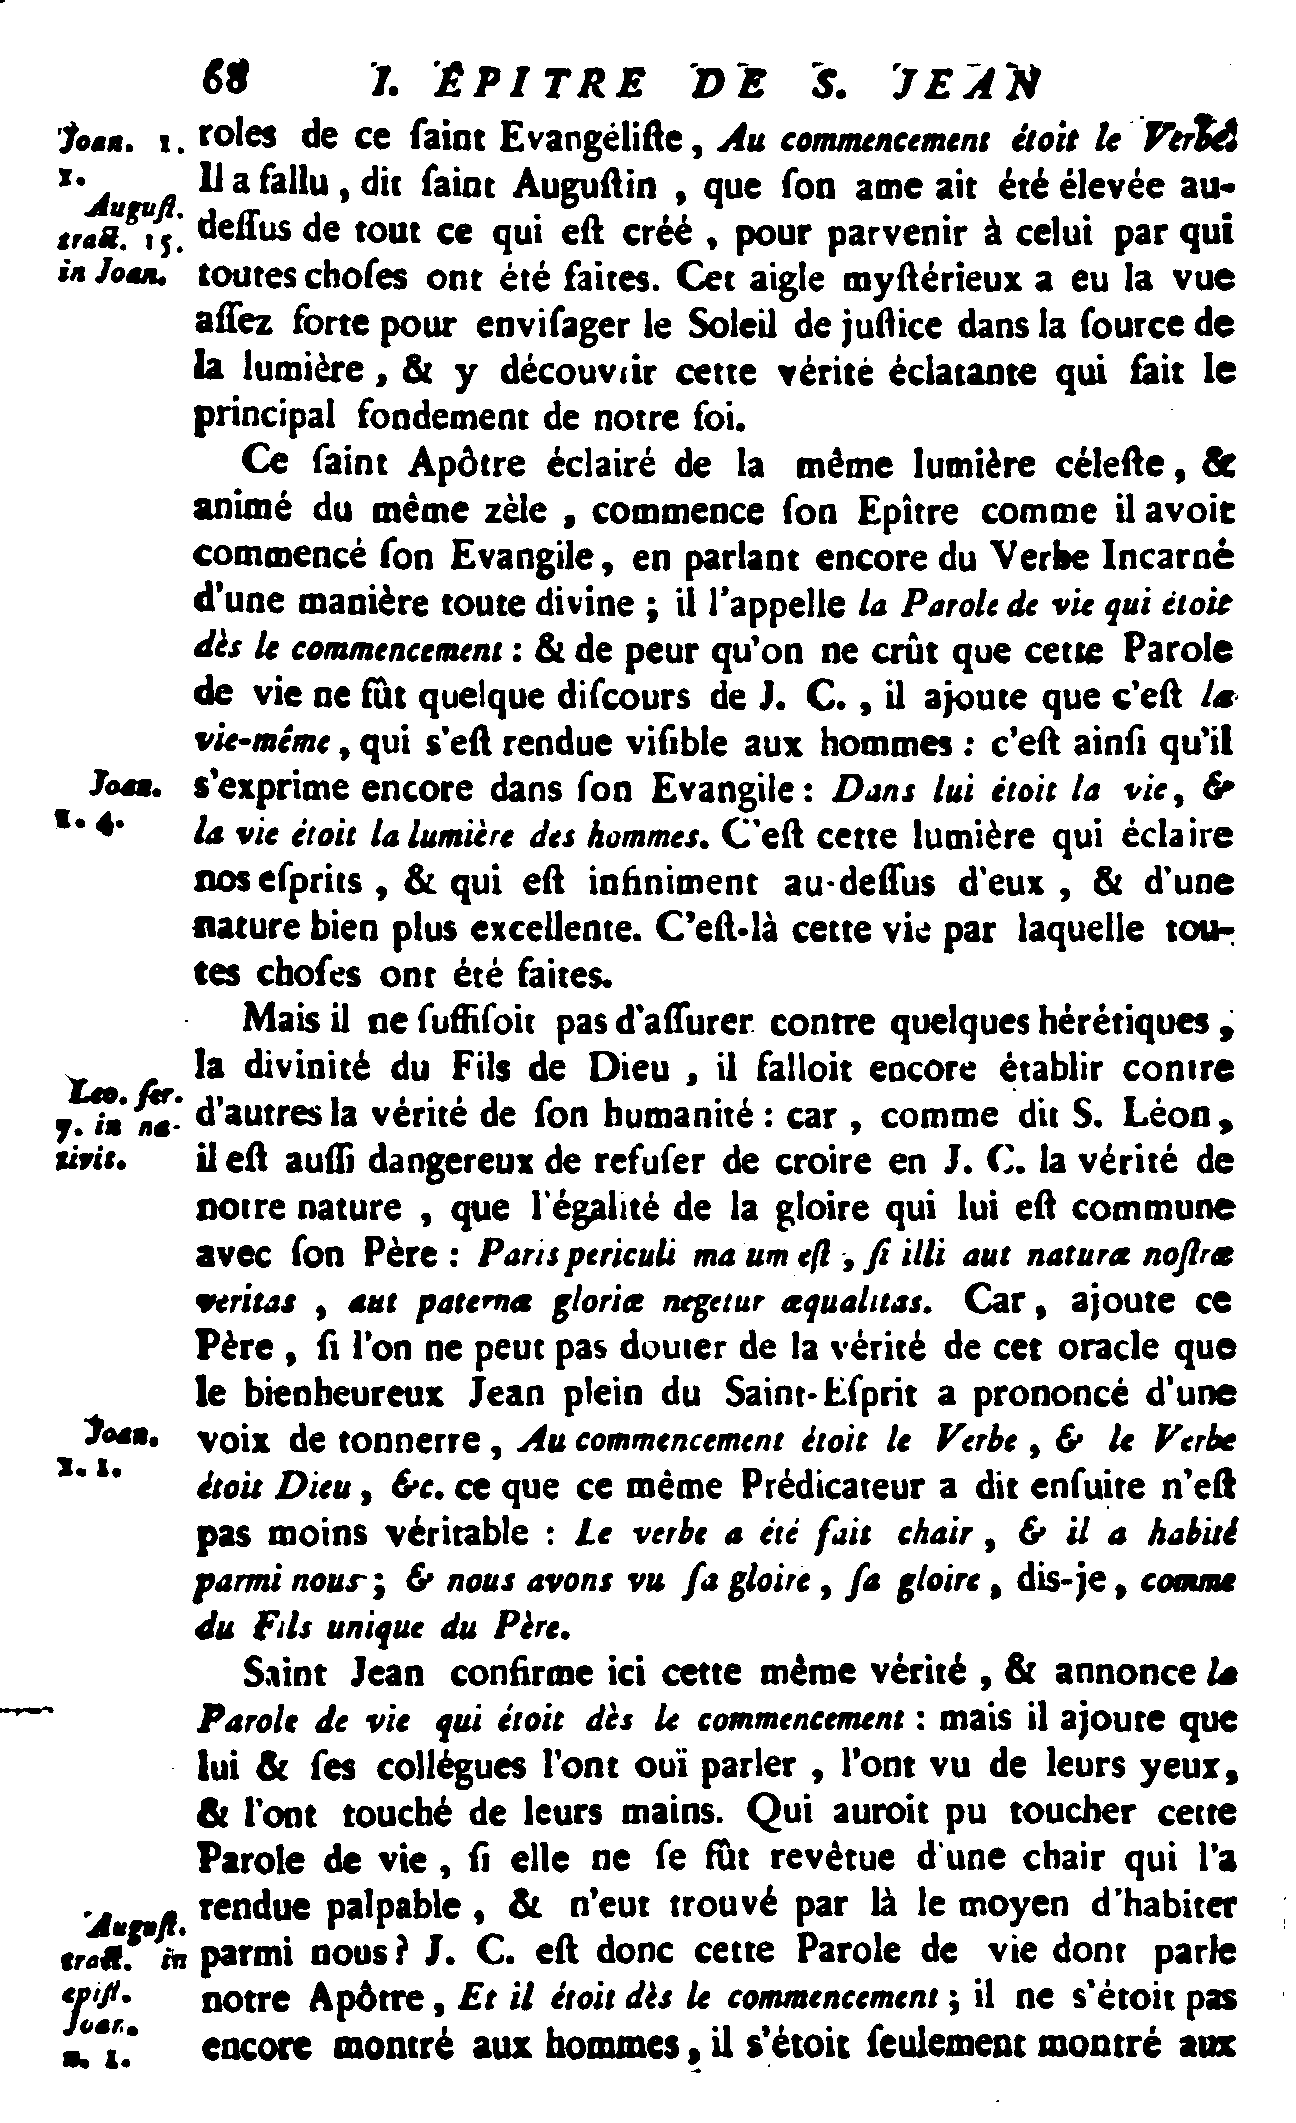 68 I. ÉPITRE DE S. JEAN
Joan. 1. roles de ce ſaint Evangéliſte, Au commencement étoit le Verbe.
1. Il a fallu, dit ſaint Auguſtin, que ſon ame ait été élevée au-
Auguſt.
tract. 15. deſſus de tout ce qui eſt créé, pour parvenir à celui par qui
in Joan. toutes choſes ont été faites. Cet aigle myſtérieux a eu la vue
aſſez forte pour enviſager le Soleil de juſtice dans la ſource de
la lumière, & y découvrir cette vérité éclatante qui fait le
principal fondement de notre foi.
Ce ſaint Apôtre éclairé de la même lumière céleſte, &
animé du même zèle, commence ſon Epître comme il avoit
commencé ſon Evangile, en parlant encore du Verbe Incarné
d'une manière toute divine; il l'appelle la Parole de vie qui étoit
dès le commencement: & de peur qu'on ne crût que cette Parole
de vie ne fût quelque diſcours de J. C., il ajoute que c'eſt la
vie-même, qui s'eſt rendue viſible aux hommes: c'eſt ainſi qu'il
Joan. s'exprime encore dans ſon Evangile: Dans lui étoit la vie, &
1. 4. la vie étoit la lumière des hommes. C'eſt cette lumière qui éclaire
nos eſprits, & qui eſt infiniment au-deſſus d'eux, & d'une
nature bien plus excellente. C'eſt-là cette vie par laquelle tou-
tes choſes ont été faites.
Mais il ne ſuffiſoit pas d'aſſurer contre quelques hérétiques,
la divinité du Fils de Dieu, il falloit encore établir contre
Leo. ſer.
7. in na- d'autres la vérité de ſon humanité: car, comme dit S. Léon,
tivit. il eſt auſſi dangereux de refuſer de croire en J. C. la vérité de
notre nature, que l'égalité de la gloire qui lui eſt commune
avec ſon Père: Paris periculi ma um eſt, ſi illi aut naturæ noſtræ
veritas, aut paternæ gloriæ negetur æqualitas. Car, ajoute ce
Père, ſi l'on ne peut pas douter de la vérité de cet oracle que
le bienheureux Jean plein du Saint-Eſprit a prononcé d'une
Joan. voix de tonnerre, Au commencement étoit le Verbe, & le Verbe
1. 1. étoit Dieu, &c. ce que ce même Prédicateur a dit enſuite n'eſt
pas moins véritable: Le verbe a été fait chair, & il a habité
parmi nous; & nous avons vu ſa gloire, ſa gloire, dis-je, comme
du Fils unique du Père.
Saint Jean confirme ici cette même vérité, & annonce la
Parole de vie qui étoit dès le commencement: mais il ajoute que
lui & ſes collégues l'ont ouï parler, l'ont vu de leurs yeux,
& l'ont touché de leurs mains. Qui auroit pu toucher cette
Parole de vie, ſi elle ne ſe fût revêtue d'une chair qui l'a
rendue palpable, & n'eut trouvé par là le moyen d'habiter
Auguſt.
tract. in parmi nous? J. C. eſt donc cette Parole de vie dont parle
epiſt. notre Apôtre, Et il étoit dès le commencement; il ne s'étoit pas
Joan.
n. 1. encore montré aux hommes, il s'étoit ſeulement montré aux